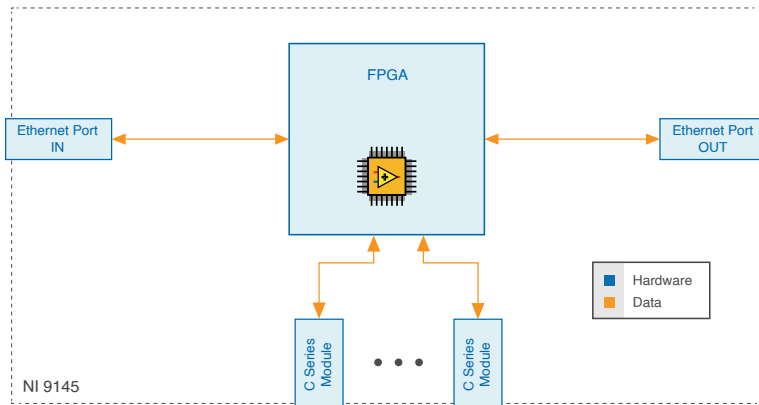 FPGA
Ethernet Port
IN
Ethernet Port
OUT
Hardware
Data
C Series
Module
C Series
Module
NI 9145